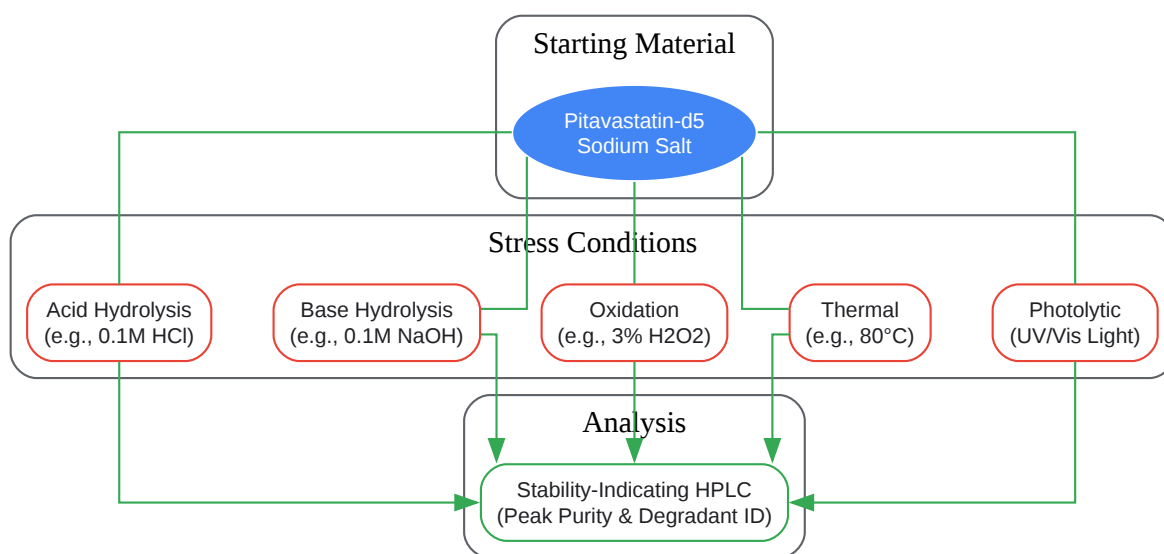 Starting Material
Pitavastatin-d5
Sodium Salt
Stress Conditions
Acid Hydrolysis
(e.g., 0.1M HCl)
Base Hydrolysis
(e.g., 0.1M NaOH)
Oxidation
(e.g., 3% H2O2)
Thermal
(e.g., 80°C)
Photolytic
(UV/Vis Light)
Analysis
Stability-Indicating HPLC
(Peak Purity & Degradant ID)